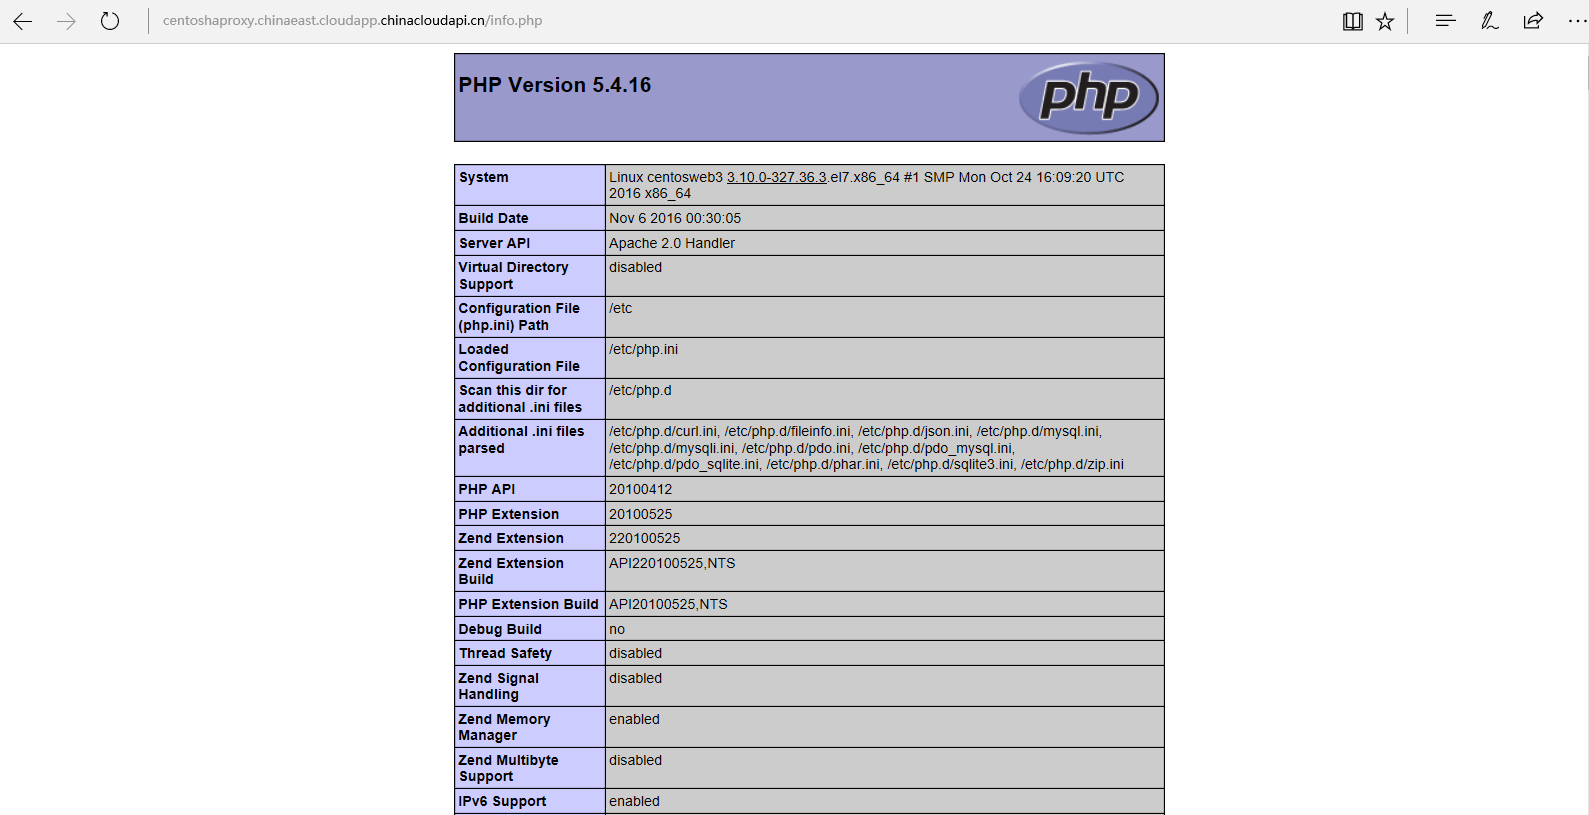 centoshaproxy.chinaeast.cloudapp.chinacloudapi.cn/info.php
PHP Version 5.4.16
php
System
Linux centosweb3 3.10.0-327.36.3.el7.x86_64 #1 SMP Mon Oct 24 16:09:20 UTC
2016 x86_64
Build Date
Nov 6 2016 00:30:05
Server API
Apache 2.0 Handler
Virtual Directory
Support
disabled
Configuration File
(php.ini) Path
/etc
Loaded
Configuration File
/etc/php.ini
Scan this dir for
additional .ini files
/etc/php.d
Additional .ini files
parsed
/etc/php.d/curl.ini, /etc/php.d/fileinfo.ini, /etc/php.d/json.ini, /etc/php.d/mysql.ini,
/etc/php.d/mysqli.ini, /etc/php.d/pdo.ini, /etc/php.d/pdo_mysql.ini,
/etc/php.d/pdo_sqlite.ini, /etc/php.d/phar.ini, /etc/php.d/sqlite3.ini, /etc/php.d/zip.ini
PHP API
20100412
PHP Extension
20100525
Zend Extension
220100525
Zend Extension
Build
API220100525,NTS
PHP Extension Build
API20100525,NTS
Debug Build
no
Thread Safety
disabled
Zend Signal
Handling
disabled
Zend Memory
Manager
enabled
Zend Multibyte
Support
disabled
IPv6 Support
enabled